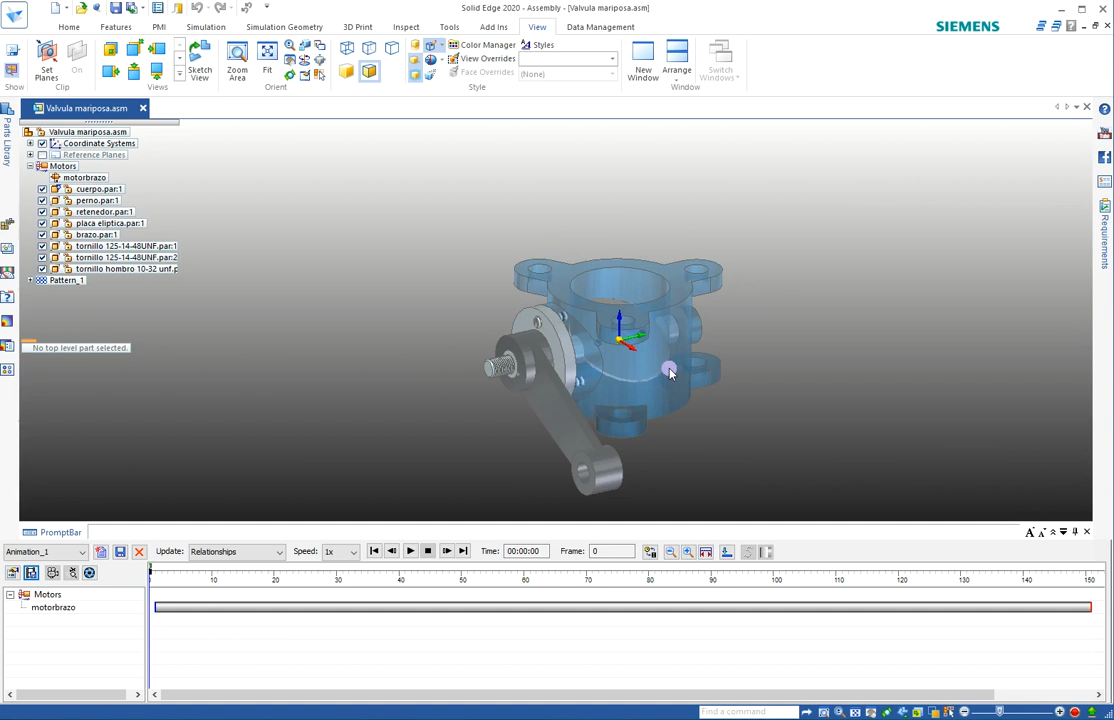 Solid Edge 2020 - Assembly - [Valvula mariposa.asm]
Home
Features
PMI
Simulation
Simulation Geometry
3D Print
Inspect
View
Tools
Add Ins
Data Management
SIEMENS
Set
Planes
On
Sketch
View
Zoom
Area
Fit
Color Manager
View Overrides
Face Overrides
Styles
(None)
New
Window
Arrange
Switch
Windows
Show
Clip
Views
Orient
Style
Window
Valvula mariposa.asm
Parts Library
Requirements
Valvula mariposa.asm
Coordinate Systems
Reference Planes
Motors
motorbrazo
cuerpo.par:1
perno.par:1
retenedor.par:1
placa eliptica.par:1
brazo.par:1
tornillo 125-14-48UNF.par:1
tornillo 125-14-48UNF.par:2
tornillo hombro 10-32 unf.p
Pattern_1
No top level part selected.
PromptBar
Animation_1
Update:
Relationships
Speed:
1x
Time:
00:00:00
Frame:
0
10
20
30
40
50
60
70
80
90
100
110
120
130
140
150
Motors
motorbrazo
Find a command